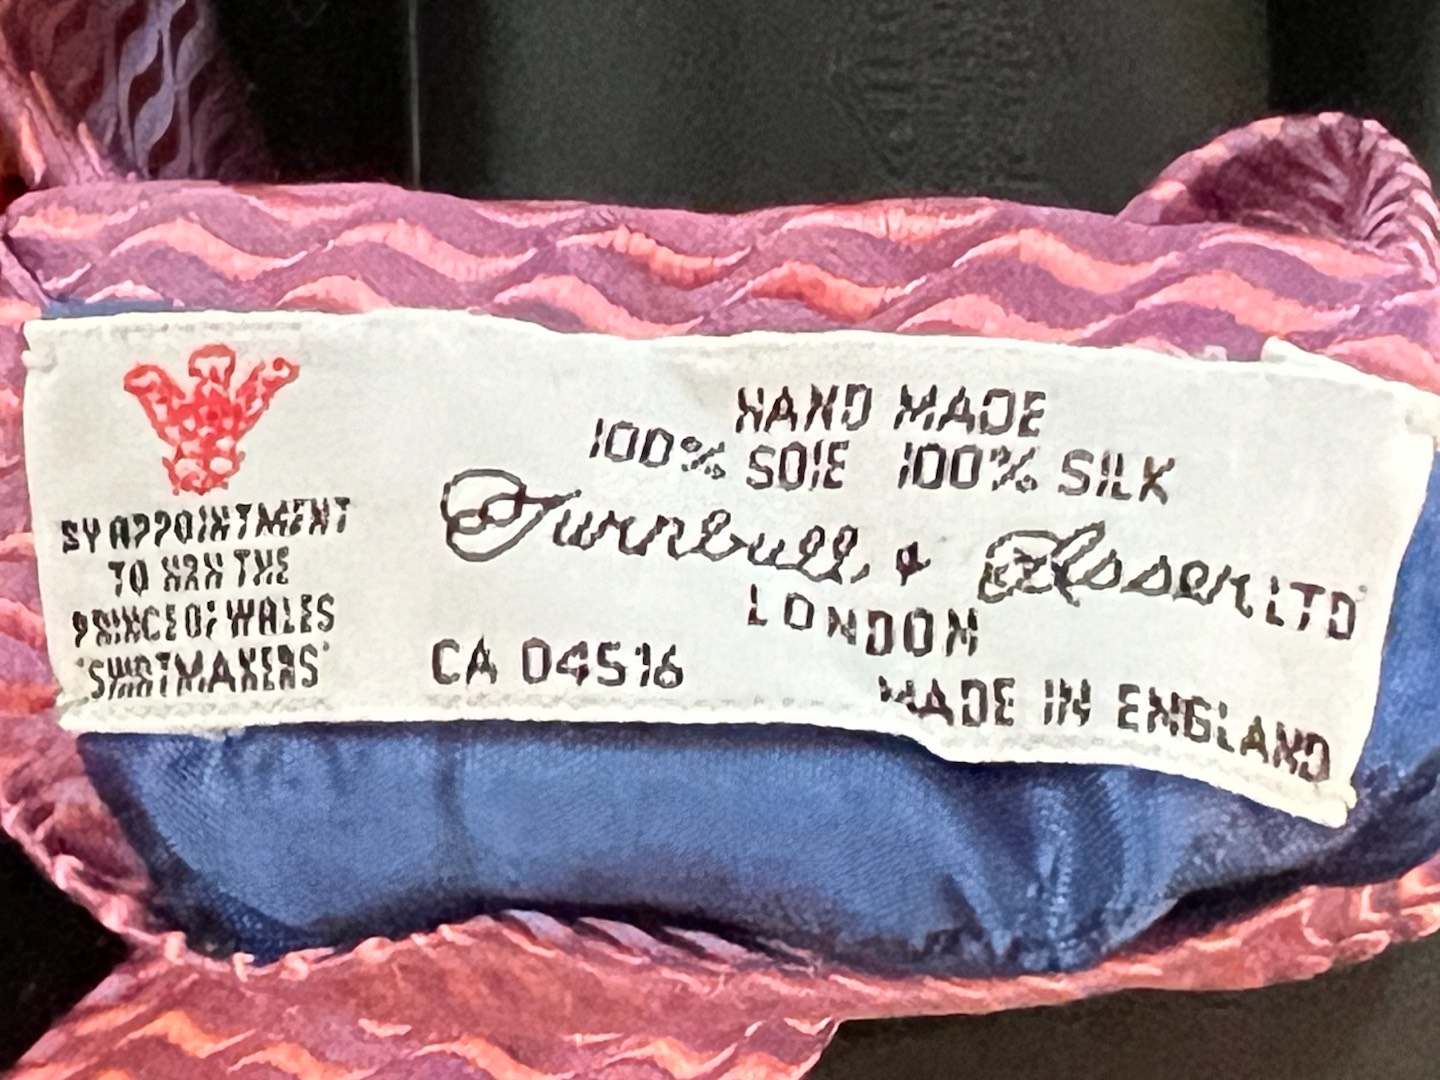 BY APPOINTMENT
TO HRH THE
PRINCE OF WALES
'SHIRTMAKERS'
HAND MADE
100% SOIE 100% SILK
Turnbull & Asser LTD
LONDON
CA 04516
MADE IN ENGLAND